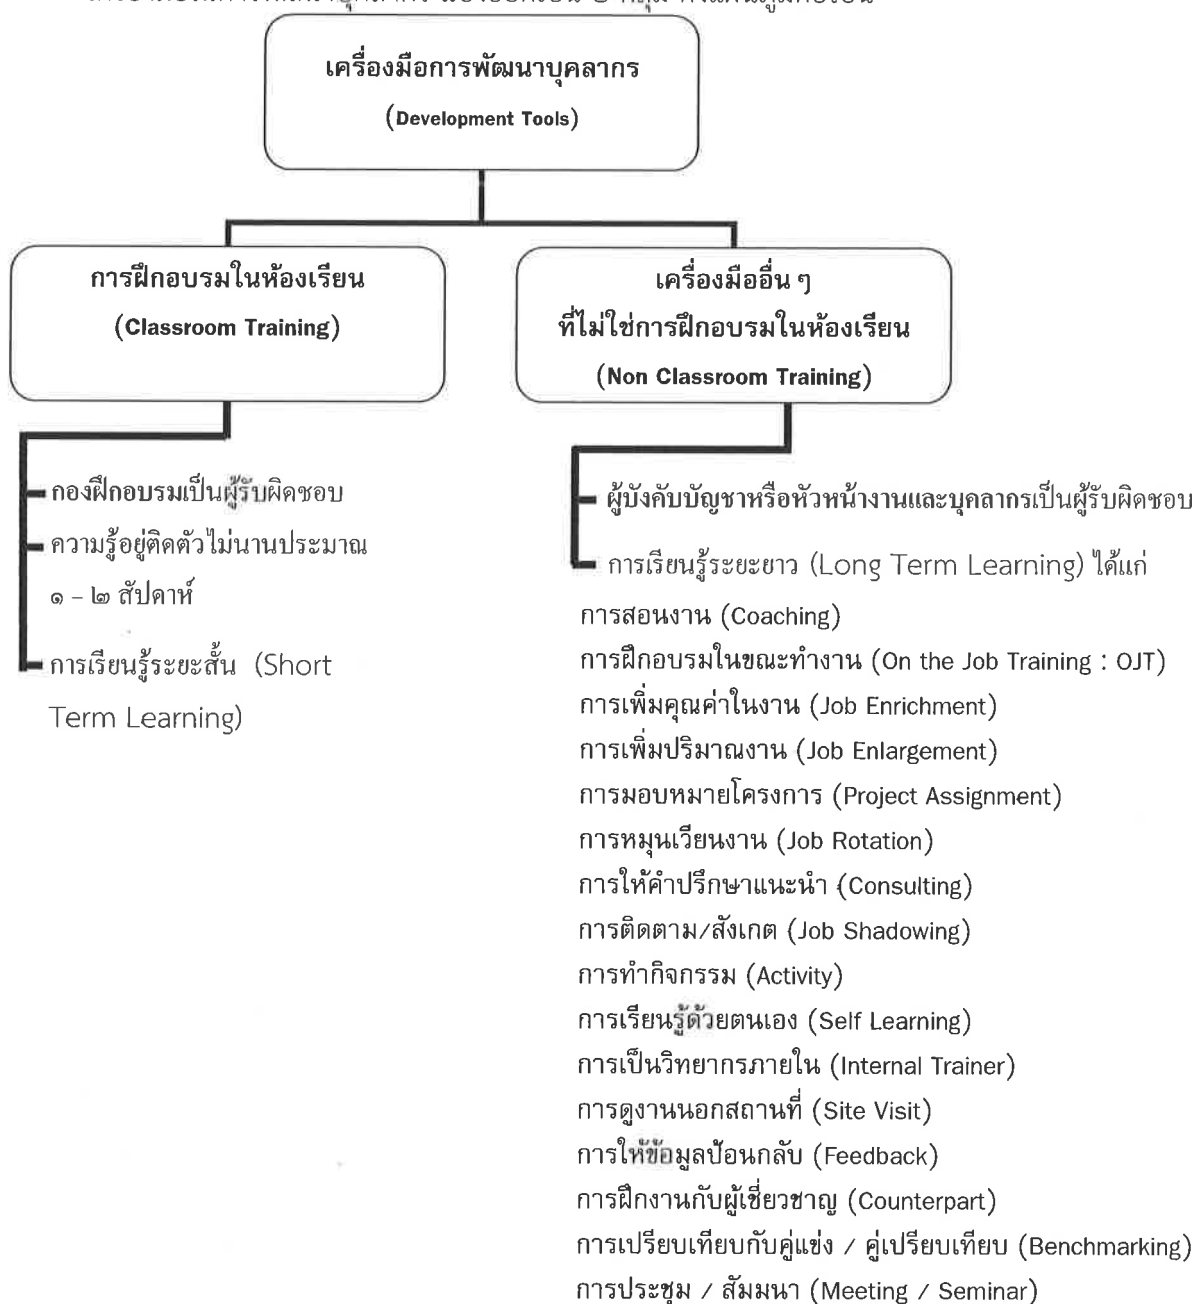 เครื่องมือการพัฒนาบุคลากร
(Development Tools)
การฝึกอบรมในห้องเรียน
(Classroom Training)
เครื่องมืออื่น ๆ
ที่ไม่ใช่การฝึกอบรมในห้องเรียน
(Non Classroom Training)
กองฝึกอบรมเป็นผู้รับผิดชอบ
ความรู้อยู่ติดตัวไม่นานประมาณ
๑ – ๒ สัปดาห์
การเรียนรู้ระยะสั้น (Short
Term Learning)
ผู้บังคับบัญชาหรือหัวหน้างานและบุคลากรเป็นผู้รับผิดชอบ
การเรียนรู้ระยะยาว (Long Term Learning) ได้แก่
การสอนงาน (Coaching)
การฝึกอบรมในขณะทำงาน (On the Job Training : OJT)
การเพิ่มคุณค่าในงาน (Job Enrichment)
การเพิ่มปริมาณงาน (Job Enlargement)
การมอบหมายโครงการ (Project Assignment)
การหมุนเวียนงาน (Job Rotation)
การให้คำปรึกษาแนะนำ (Consulting)
การติดตาม/สังเกต (Job Shadowing)
การทำกิจกรรม (Activity)
การเรียนรู้ด้วยตนเอง (Self Learning)
การเป็นวิทยากรภายใน (Internal Trainer)
การดูงานนอกสถานที่ (Site Visit)
การให้ข้อมูลป้อนกลับ (Feedback)
การฝึกงานกับผู้เชี่ยวชาญ (Counterpart)
การเปรียบเทียบกับคู่แข่ง / คู่เปรียบเทียบ (Benchmarking)
การประชุม / สัมมนา (Meeting / Seminar)